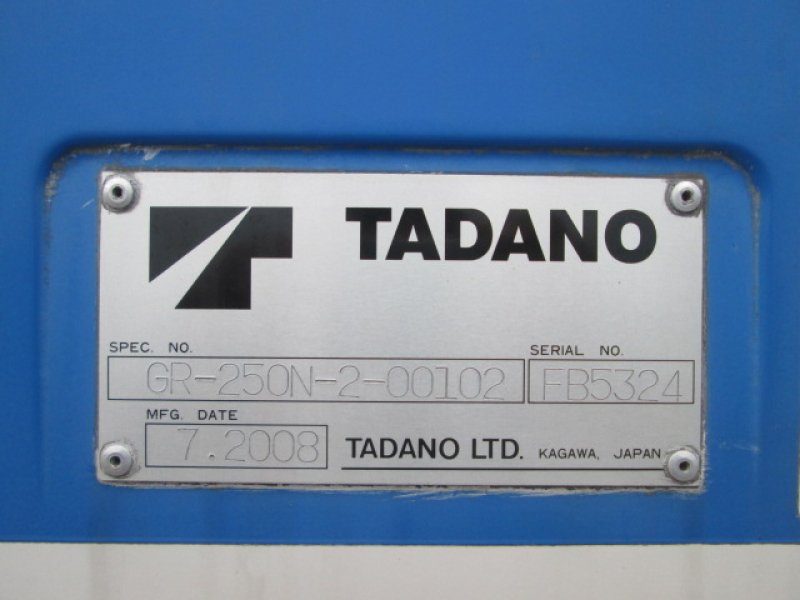 TADANO
SPEC. NO.
SERIAL NO.
GR-250N-2-00102
FB5324
MFG. DATE
7.2008
TADANO LTD. KAGAWA, JAPAN